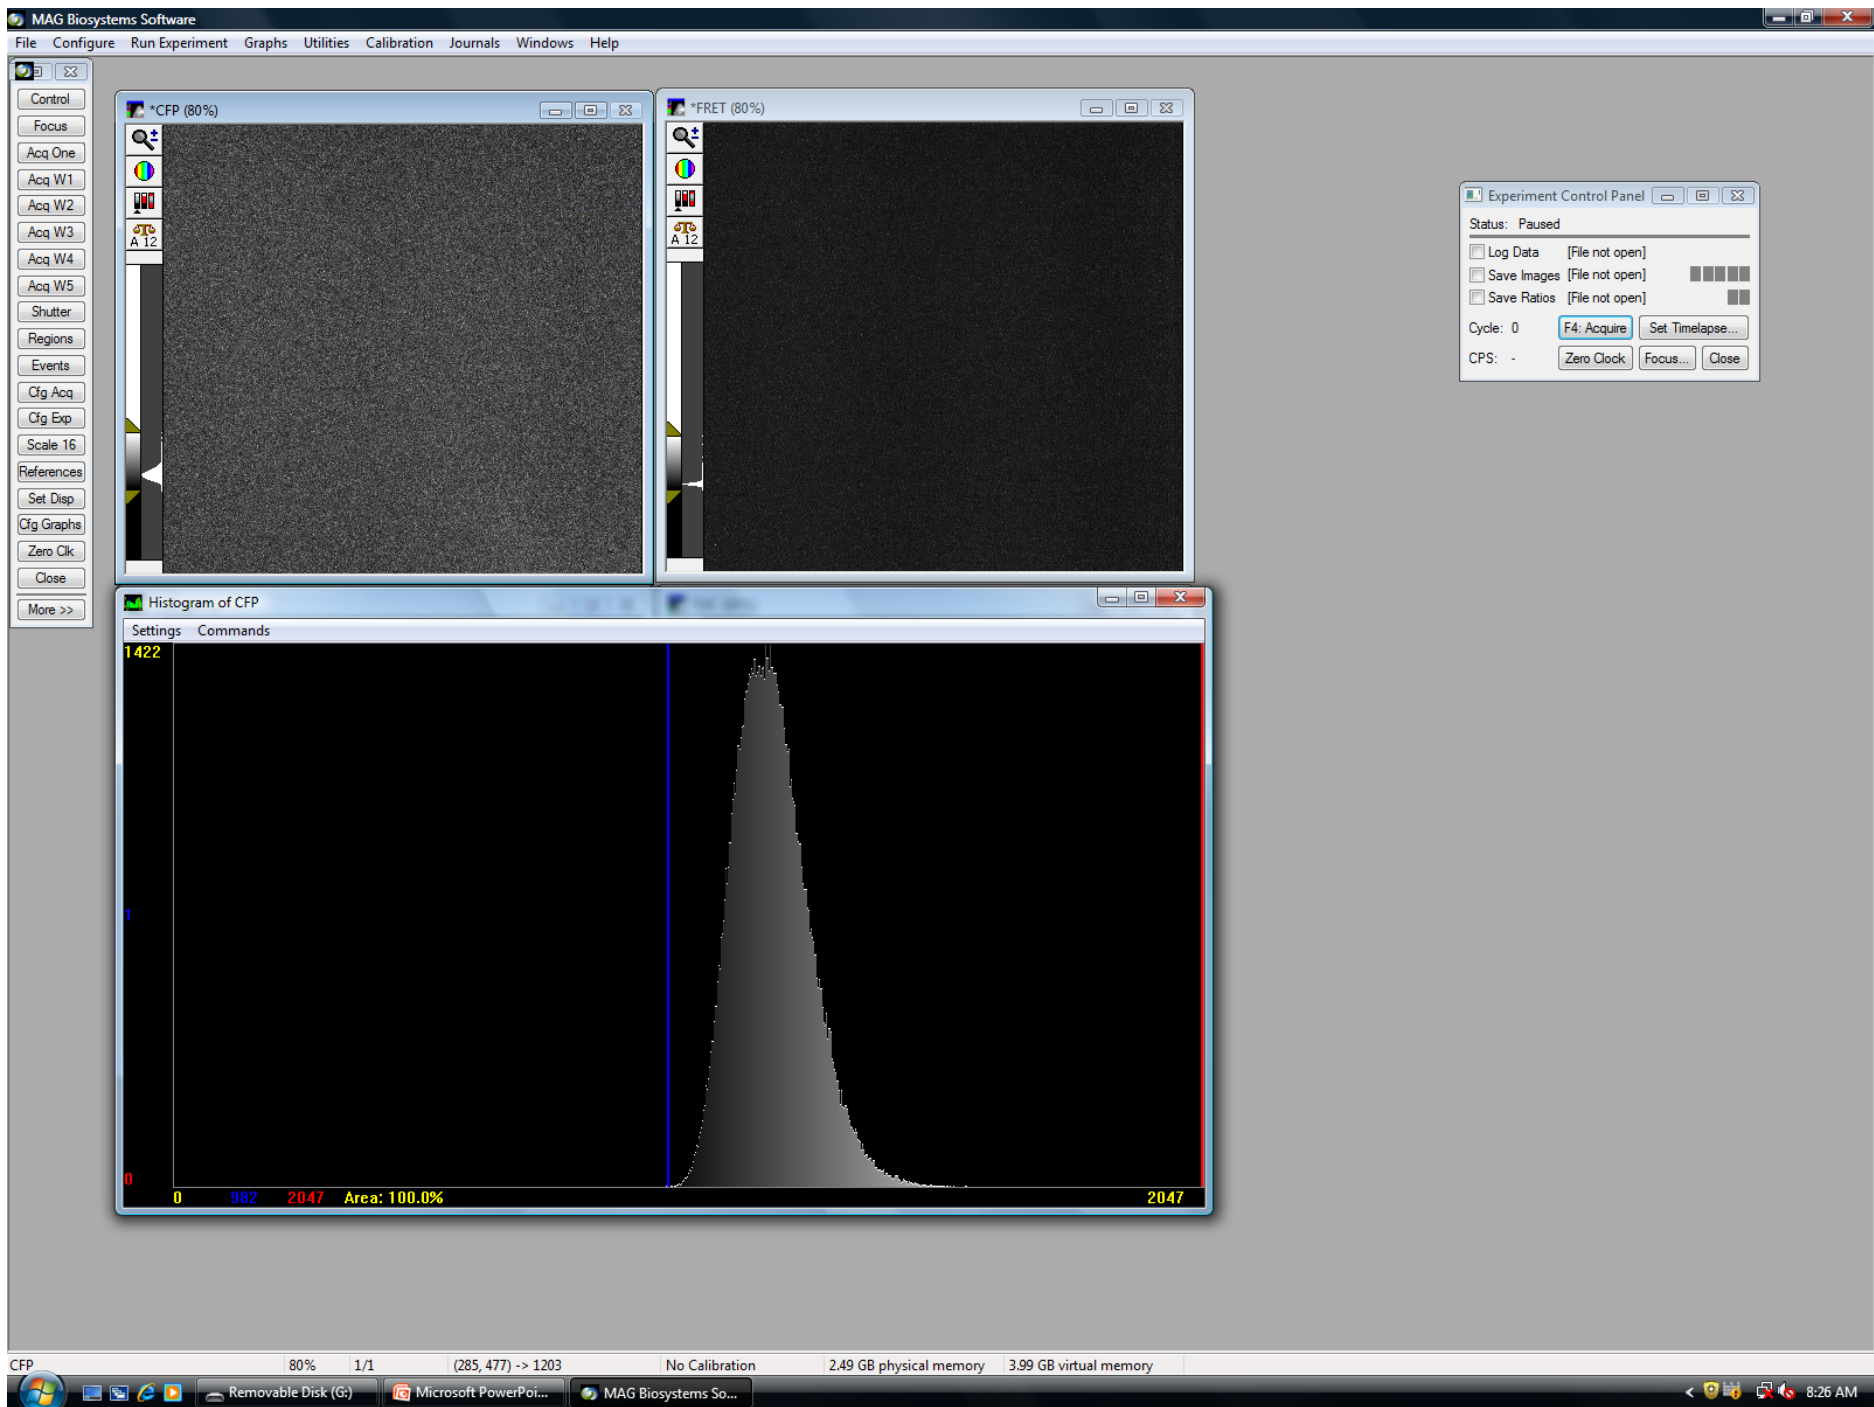 MAG Biosystems Software
File Configure Run Experiment Graphs Utilities Calibration Journals Windows Help
Control
Focus
Acq One
Acq W1
Acq W2
Acq W3
Acq W4
Acq W5
Shutter
Regions
Events
Cfg Acq
Cfg Exp
Scale 16
References
Set Disp
Cfg Graphs
Zero Clk
Close
More >>
*CFP (80%)
A 12
*FRET (80%)
A 12
Experiment Control Panel
Status: Paused
Log Data [File not open]
Save Images [File not open]
Save Ratios [File not open]
Cycle: 0 F4: Acquire Set Timelapse...
CPS: - Zero Clock Focus... Close
Histogram of CFP
Settings Commands
1422
1
0
0 982 2047 Area: 100.0% 2047
CFP 80% 1/1 (285, 477) -> 1203 No Calibration 2.49 GB physical memory 3.99 GB virtual memory
Removable Disk (G:) Microsoft PowerPoi... MAG Biosystems So... < 8:26 AM